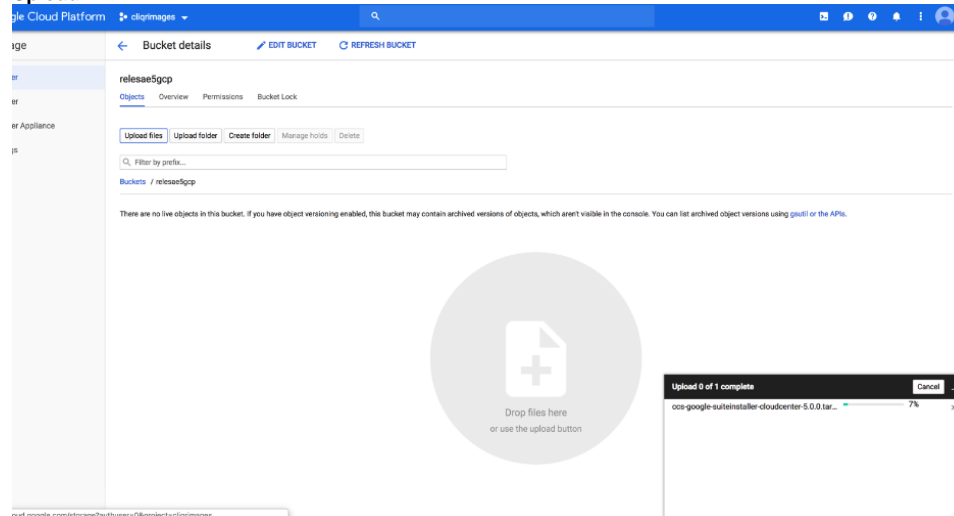 gle Cloud Platform cliqrimages
age Bucket details EDIT BUCKET REFRESH BUCKET
er
relesae5gcp
er
Objects Overview Permissions Bucket Lock
er Appliance
gs
Upload files Upload folder Create folder Manage holds Delete
Filter by prefix...
Buckets / relesae5gcp
There are no live objects in this bucket. If you have object versioning enabled, this bucket may contain archived versions of objects, which aren't visible in the console. You can list archived object versions using gsutil or the APIs.
Drop files here
or use the upload button
Upload 0 of 1 complete Cancel
ccs-google-suiteinstaller-cloudcenter-5.0.0.tar... 7%